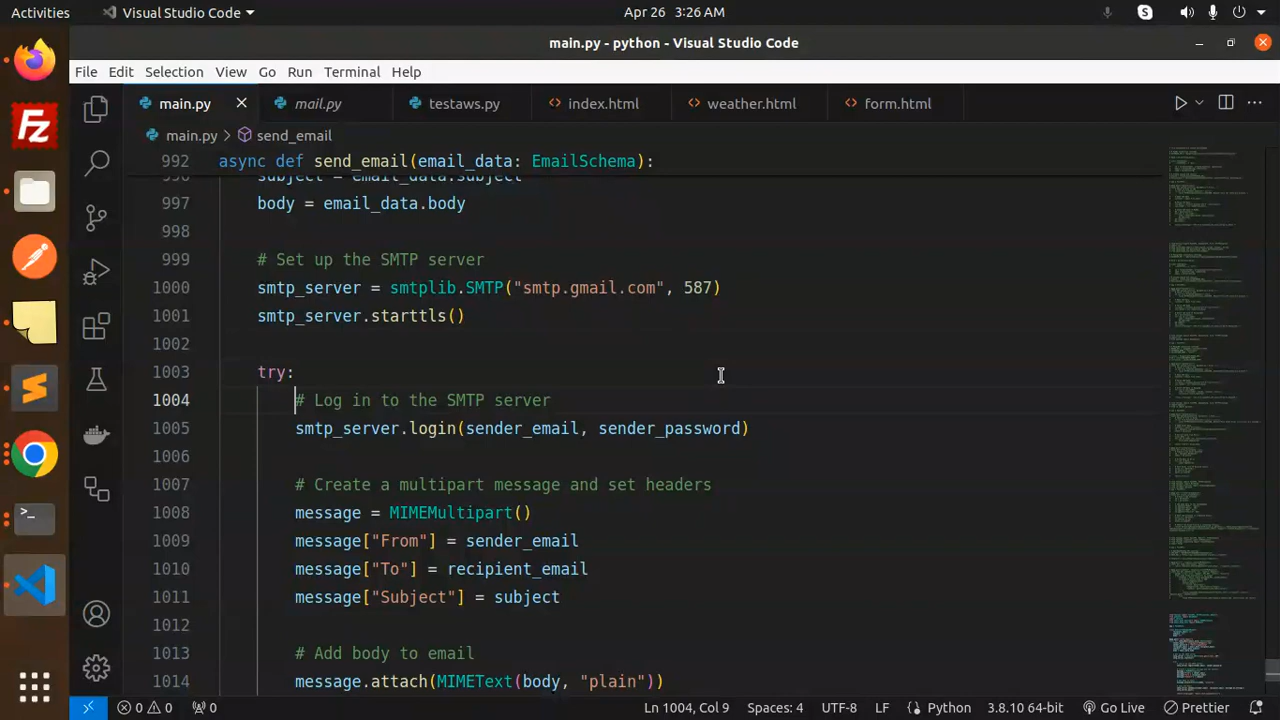 Activities Visual Studio Code Apr 26 3:26 AM
main.py - python - Visual Studio Code
File Edit Selection View Go Run Terminal Help
main.py mail.py testaws.py index.html weather.html form.html
main.py > send_email
992 async def send_email(email_data: EmailSchema):
997 body = email_data.body
998
999 # Set up the SMTP server
1000 smtp_server = smtplib.SMTP("smtp.gmail.com", 587)
1001 smtp_server.starttls()
1002
1003 try:
1004 # Log in to the SMTP server
1005 smtp_server.login(sender_email, sender_password)
1006
1007 # Create a multipart message and set headers
1008 message = MIMEMultipart()
1009 message["From"] = sender_email
1010 message["To"] = recipient_email
1011 message["Subject"] = subject
1012
1013 # Add body to email
1014 message.attach(MIMEText(body, "plain"))
0 0 0 Ln 1004, Col 9 Spaces: 4 UTF-8 LF Python 3.8.10 64-bit Go Live Prettier